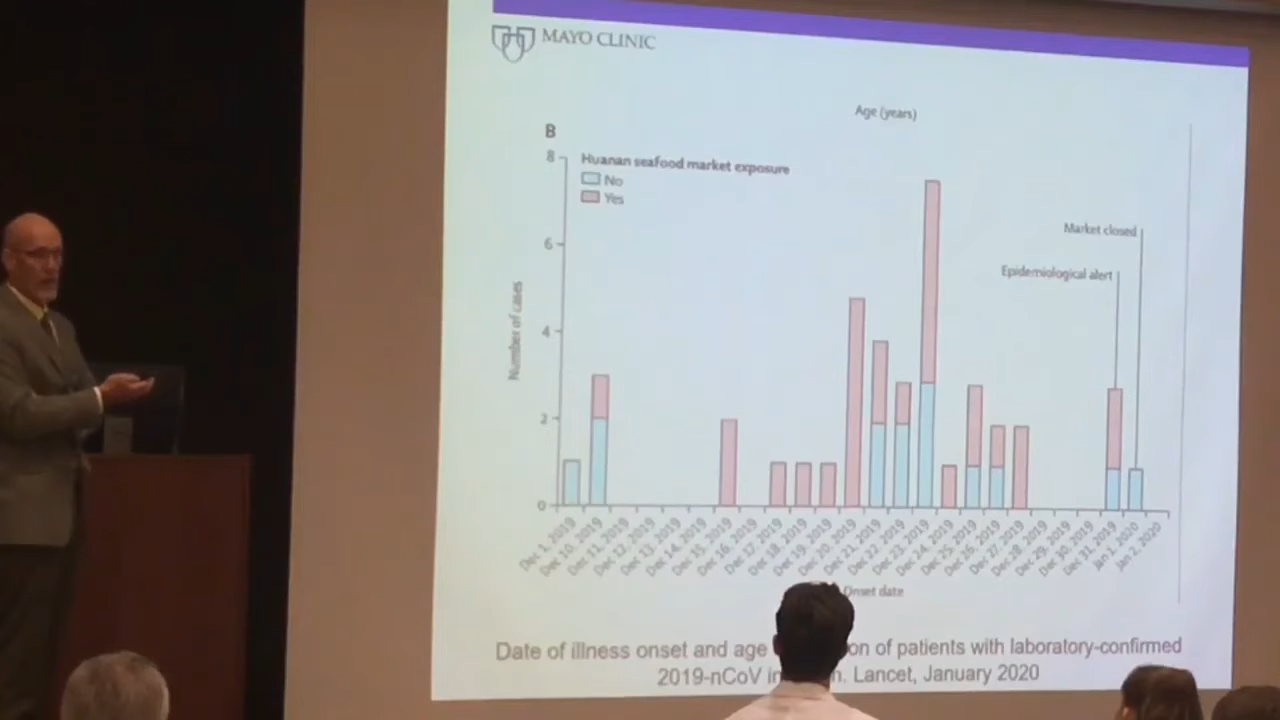 MAYO CLINIC
Age (years)
B
Huanan seafood market exposure
No
Yes
8
6
4
2
0
Number of cases
Market closed
Epidemiological alert
Dec 1, 2019
Dec 10, 2019
Dec 11, 2019
Dec 12, 2019
Dec 13, 2019
Dec 14, 2019
Dec 15, 2019
Dec 16, 2019
Dec 17, 2019
Dec 18, 2019
Dec 19, 2019
Dec 20, 2019
Dec 21, 2019
Dec 22, 2019
Dec 23, 2019
Dec 24, 2019
Dec 25, 2019
Dec 26, 2019
Dec 27, 2019
Dec 28, 2019
Dec 29, 2019
Dec 30, 2019
Dec 31, 2019
Jan 1, 2020
Jan 2, 2020
Onset date
Date of illness onset and age on of patients with laboratory-confirmed
2019-nCoV in n. Lancet, January 2020